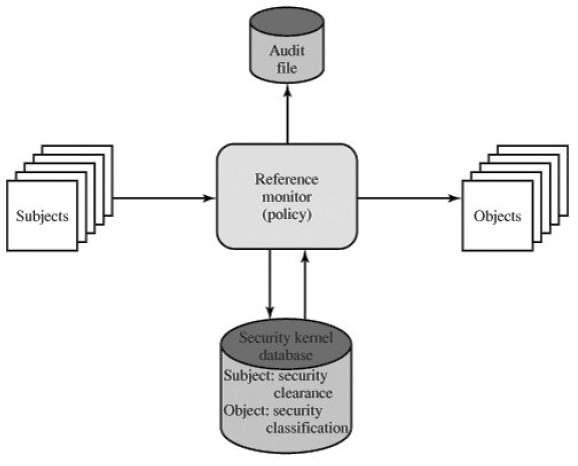 Audit
file
Reference
monitor
(policy)
Subjects
Objects
Security kernel
database
Subject: security
clearance
Object: security
classification